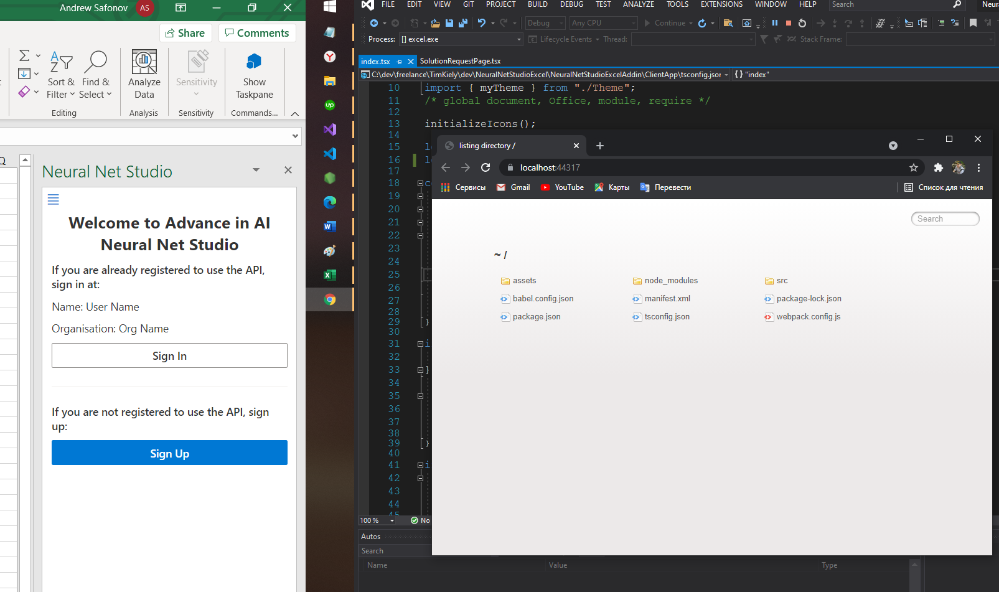 Andrew Safonov AS
Share Comments
Sort & Filter
Find & Select
Analyze Data
Sensitivity
Show Taskpane
Editing Analysis Sensitivity Commands...
Q
Neural Net Studio
Welcome to Advance in AI
Neural Net Studio
If you are already registered to use the API,
sign in at:
Name: User Name
Organisation: Org Name
Sign In
If you are not registered to use the API, sign
up:
Sign Up
FILE EDIT VIEW GIT PROJECT BUILD DEBUG TEST ANALYZE TOOLS EXTENSIONS WINDOW HELP Search Neura
Debug Any CPU Continue
Process: [] excel.exe Lifecycle Events Thread: Stack Frame:
index.tsx SolutionRequestPage.tsx
C:\dev\freelance\TimKiely\dev\NeuralNetStudioExcel\NeuralNetStudioExcelAddin\ClientApp\tsconfig.json { } "index"
10 import { myTheme } from "./Theme";
11 /* global document, Office, module, require */
12
13 initializeIcons();
14
15 le
16 le
17
18 co
19
20
21
22
23
24
25
26
27
28
29 }
30
31 i
32
33 }
34
35
36
37
38
39 }
40
41 i
42
43
44
45
100 % No
listing directory /
localhost:44317
Сервисы Gmail YouTube Карты Перевести Список для чтения
Search
~ /
assets node_modules src
babel.config.json manifest.xml package-lock.json
package.json tsconfig.json webpack.config.js
Autos
Search
Name Value Type